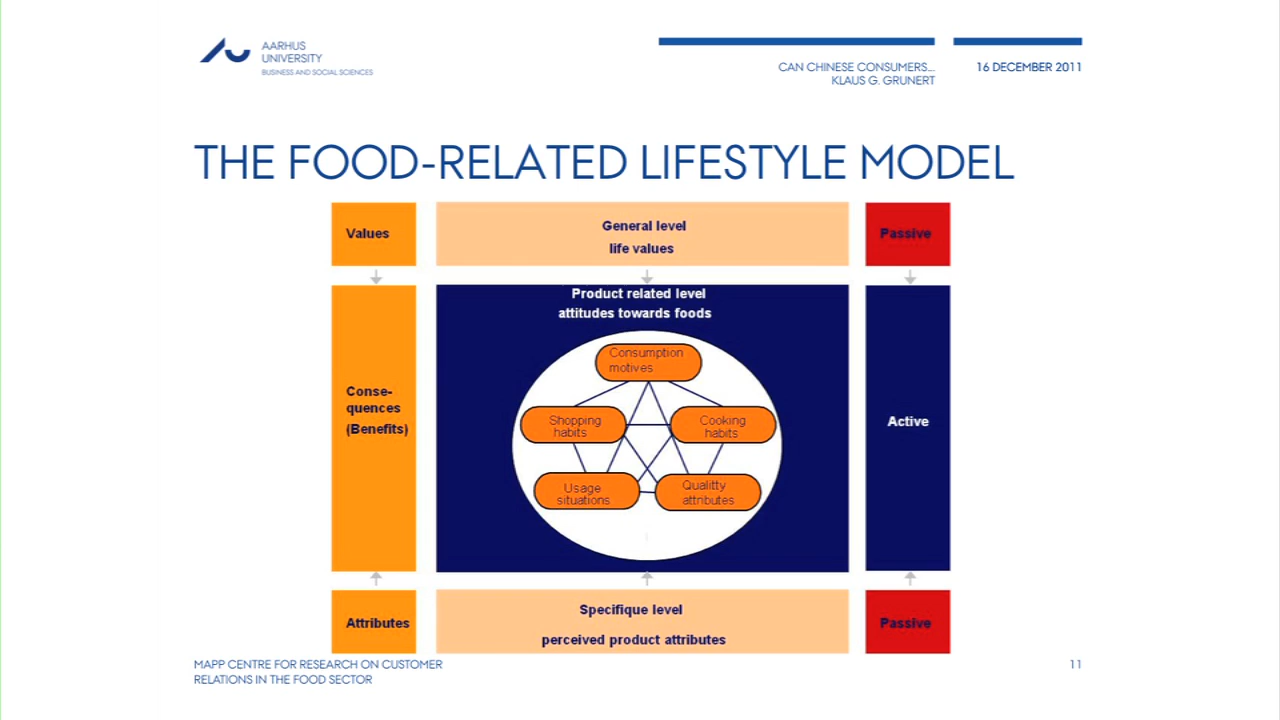 AARHUS
UNIVERSITY
BUSINESS AND SOCIAL SCIENCES
CAN CHINESE CONSUMERS...
KLAUS G. GRUNERT
16 DECEMBER 2011
THE FOOD-RELATED LIFESTYLE MODEL
Values
General level
life values
Passive
Product related level
attitudes towards foods
Consumption
motives
Shopping
habits
Cooking
habits
Usage
situations
Qualitty
attributes
Conse-
quences
(Benefits)
Active
Attributes
Specifique level
perceived product attributes
Passive
MAPP CENTRE FOR RESEARCH ON CUSTOMER
RELATIONS IN THE FOOD SECTOR
11